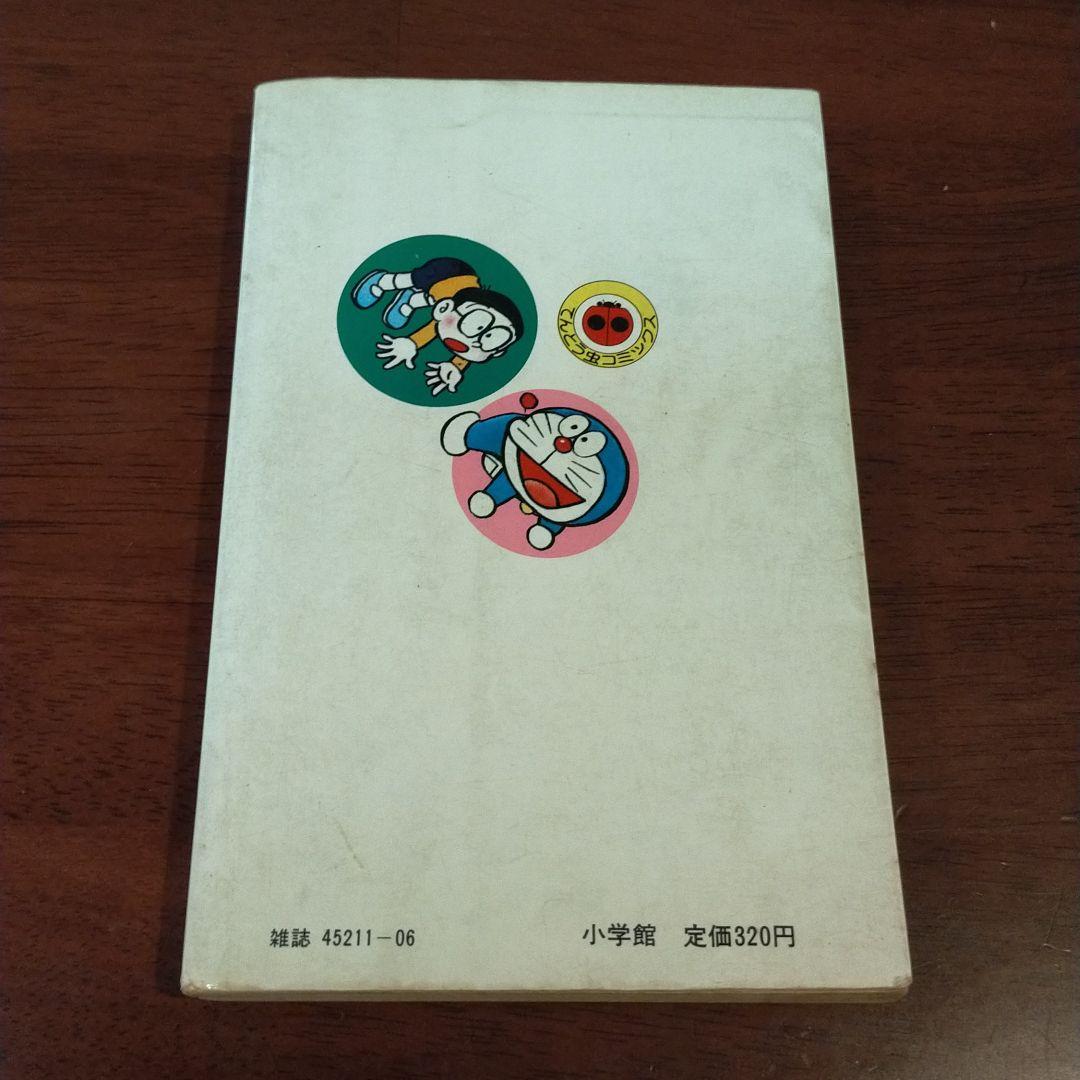 てんとう虫コミックス
雑誌 45211-06
小学館 定価320円